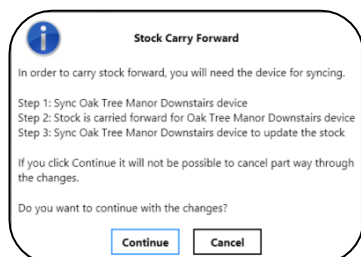 Stock Carry Forward
In order to carry stock forward, you will need the device for syncing.
Step 1: Sync Oak Tree Manor Downstairs device
Step 2: Stock is carried forward for Oak Tree Manor Downstairs device
Step 3: Sync Oak Tree Manor Downstairs device to update the stock
If you click Continue it will not be possible to cancel part way through
the changes.
Do you want to continue with the changes?
Continue Cancel